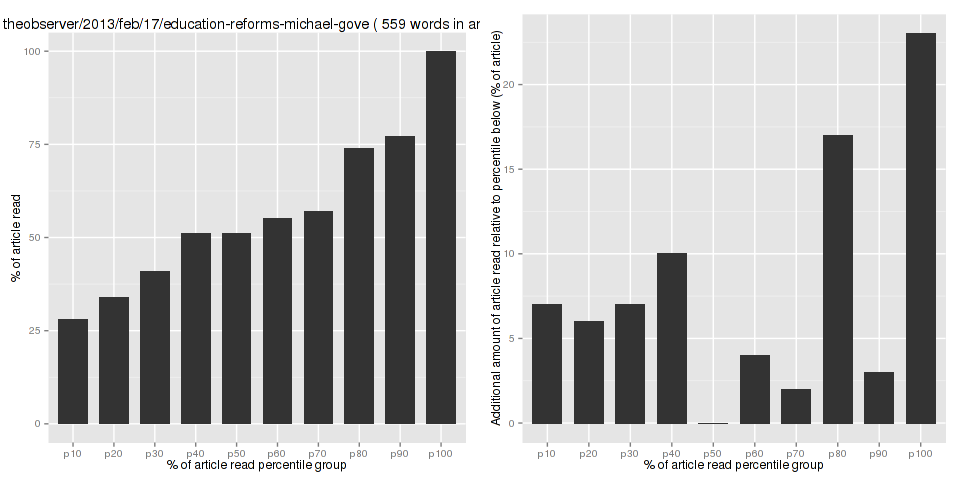 theobserver/2013/feb/17/education-reforms-michael-gove ( 559 words in ar
100
75
50
25
0
% of article read
p10 p20 p30 p40 p50 p60 p70 p80 p90 p100
% of article read percentile group
Additional amount of article read relative to percentile below (% of article)
20
15
10
5
0
p10 p20 p30 p40 p50 p60 p70 p80 p90 p100
% of article read percentile group